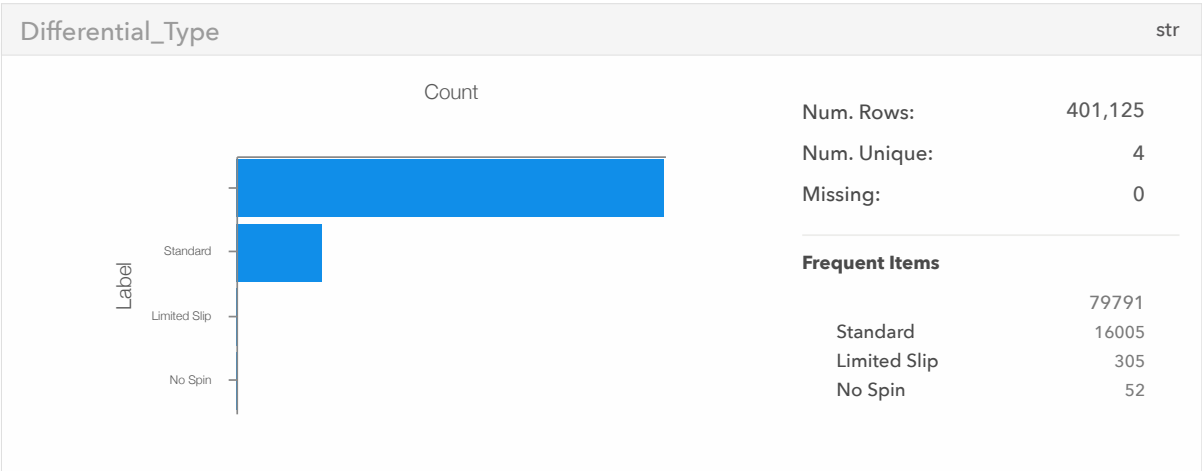 Differential_Type str
Count
Num. Rows: 401,125
Num. Unique: 4
Missing: 0
Label
Standard
Limited Slip
No Spin
Frequent Items
79791
Standard 16005
Limited Slip 305
No Spin 52